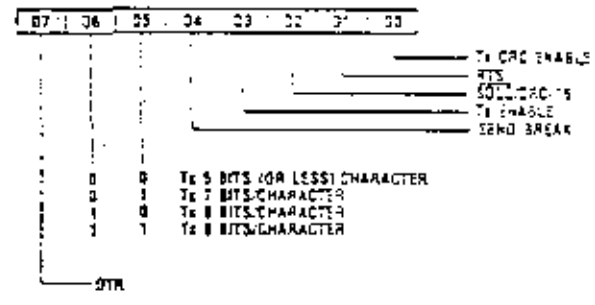 D7 D6 D5 D4 D3 D2 D1 D0
Tx CRC ENABLE
RTS
SDLC/CRC-16
Tx ENABLE
SEND BREAK
0 0 Tx 5 BITS (OR LESS) CHARACTER
0 1 Tx 7 BITS/CHARACTER
1 0 Tx BITS/CHARACTER
1 1 Tx 8 BITS/CHARACTER
DTR